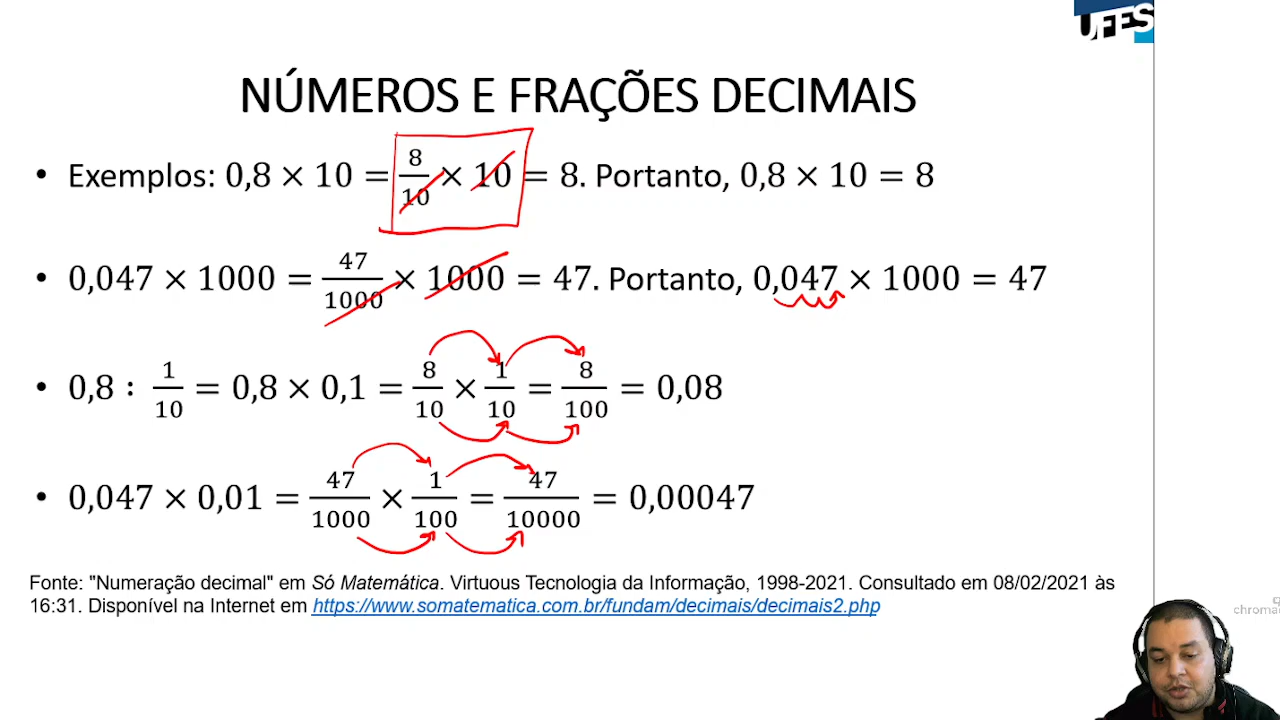 UFES
NÚMEROS E FRAÇÕES DECIMAIS
• Exemplos: 0,8 × 10 = 8/10 × 10 = 8. Portanto, 0,8 × 10 = 8
• 0,047 × 1000 = 47/1000 × 1000 = 47. Portanto, 0,047 × 1000 = 47
• 0,8 : 1/10 = 0,8 × 0,1 = 8/10 × 1/10 = 8/100 = 0,08
• 0,047 × 0,01 = 47/1000 × 1/100 = 47/10000 = 0,00047
Fonte: "Numeração decimal" em Só Matemática. Virtuous Tecnologia da Informação, 1998-2021. Consultado em 08/02/2021 às
16:31. Disponível na Internet em https://www.somatematica.com.br/fundam/decimais/decimais2.php